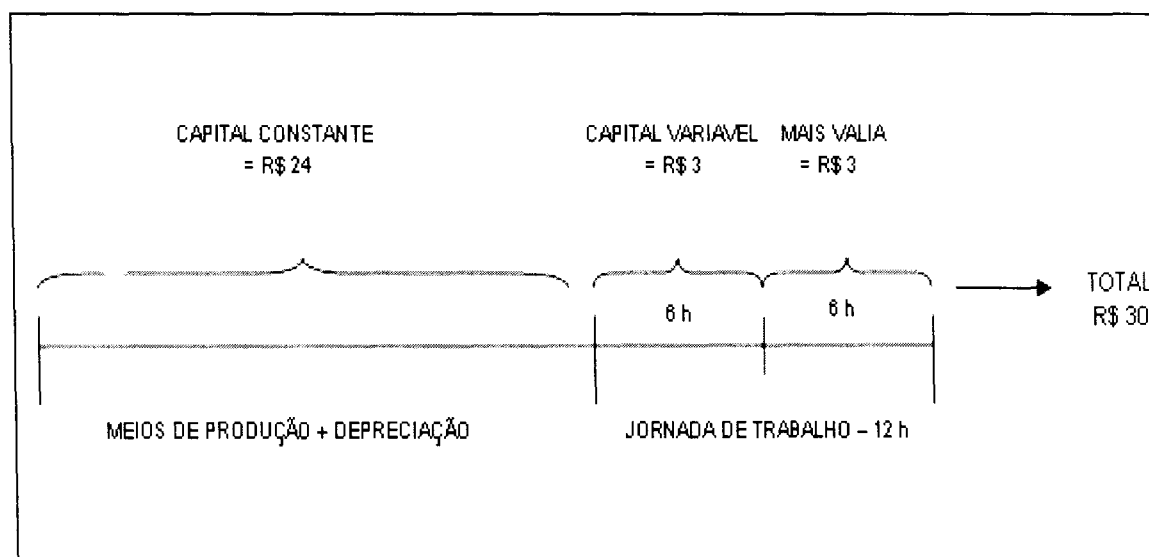 CAPITAL CONSTANTE
= R$ 24
CAPITAL VARIAVEL
= R$ 3
MAIS VALIA
= R$ 3
6 h
6 h
TOTAL
R$ 30
MEIOS DE PRODUÇÃO + DEPRECIAÇÃO
JORNADA DE TRABALHO – 12 h